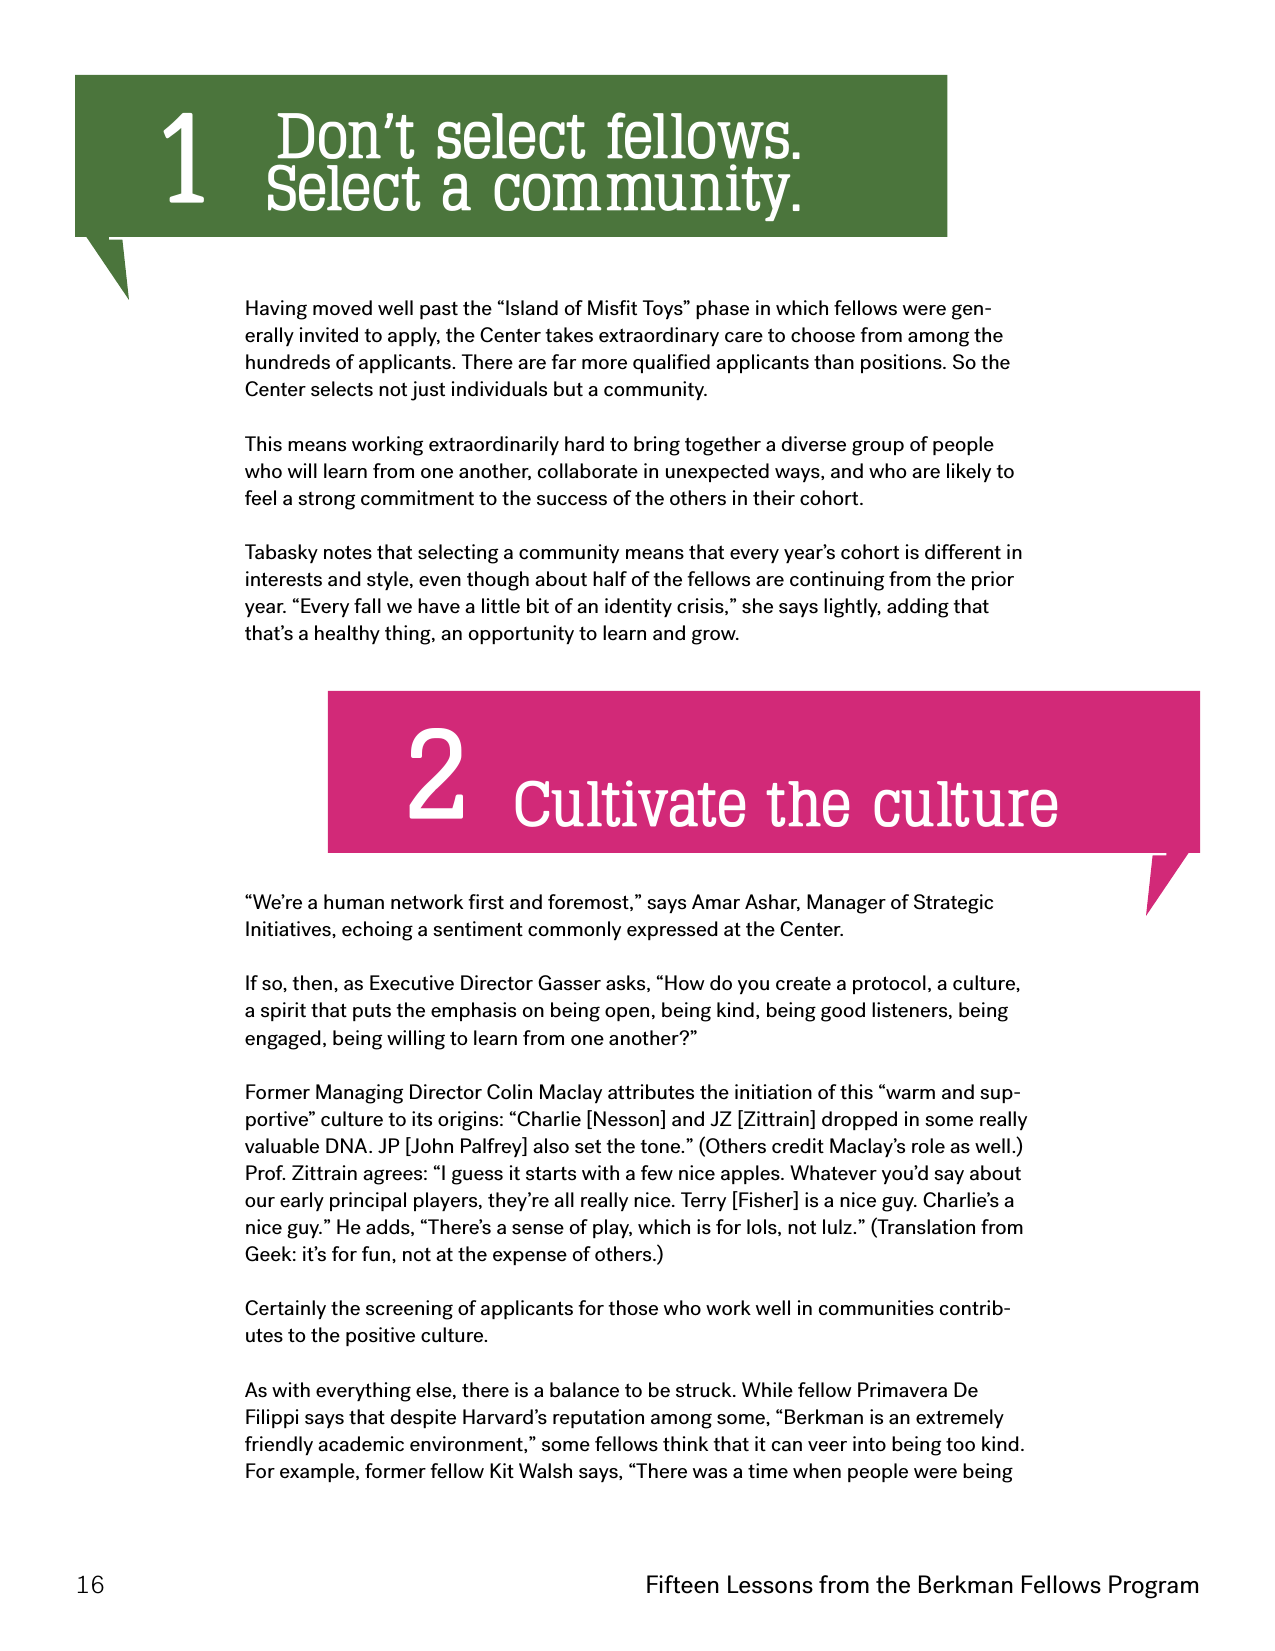 1
Don’t select fellows.
Select a community.
Having moved well past the “Island of Misfit Toys” phase in which fellows were gen-
erally invited to apply, the Center takes extraordinary care to choose from among the
hundreds of applicants. There are far more qualified applicants than positions. So the
Center selects not just individuals but a community.
This means working extraordinarily hard to bring together a diverse group of people
who will learn from one another, collaborate in unexpected ways, and who are likely to
feel a strong commitment to the success of the others in their cohort.
Tabasky notes that selecting a community means that every year’s cohort is different in
interests and style, even though about half of the fellows are continuing from the prior
year. “Every fall we have a little bit of an identity crisis,” she says lightly, adding that
that’s a healthy thing, an opportunity to learn and grow.
2
Cultivate the culture
“We’re a human network first and foremost,” says Amar Ashar, Manager of Strategic
Initiatives, echoing a sentiment commonly expressed at the Center.
If so, then, as Executive Director Gasser asks, “How do you create a protocol, a culture,
a spirit that puts the emphasis on being open, being kind, being good listeners, being
engaged, being willing to learn from one another?”
Former Managing Director Colin Maclay attributes the initiation of this “warm and sup-
portive” culture to its origins: “Charlie [Nesson] and JZ [Zittrain] dropped in some really
valuable DNA. JP [John Palfrey] also set the tone.” (Others credit Maclay’s role as well.)
Prof. Zittrain agrees: “I guess it starts with a few nice apples. Whatever you’d say about
our early principal players, they’re all really nice. Terry [Fisher] is a nice guy. Charlie’s a
nice guy.” He adds, “There’s a sense of play, which is for lols, not lulz.” (Translation from
Geek: it’s for fun, not at the expense of others.)
Certainly the screening of applicants for those who work well in communities contrib-
utes to the positive culture.
As with everything else, there is a balance to be struck. While fellow Primavera De
Filippi says that despite Harvard’s reputation among some, “Berkman is an extremely
friendly academic environment,” some fellows think that it can veer into being too kind.
For example, former fellow Kit Walsh says, “There was a time when people were being
16
Fifteen Lessons from the Berkman Fellows Program